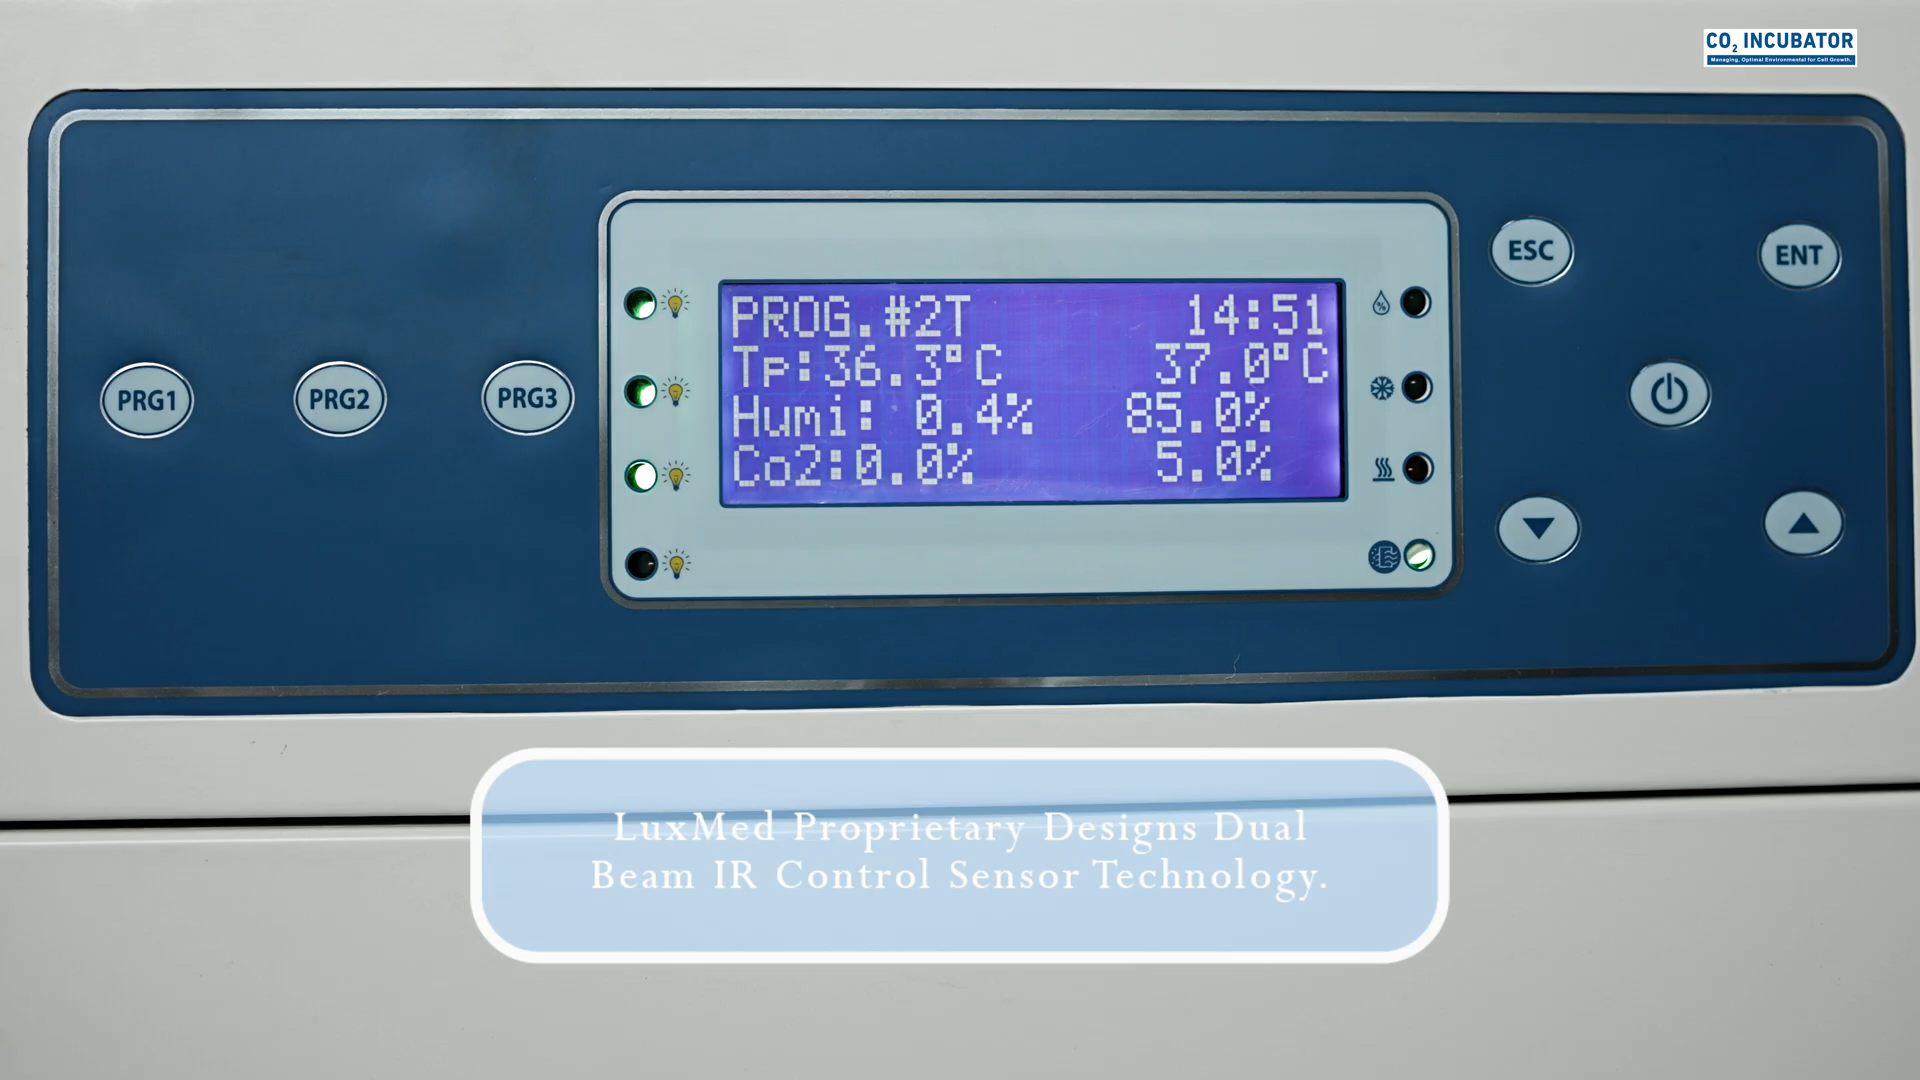 CO2 INCUBATOR
Managing, Optimal Environmental for Cell Growth.
ESC
ENT
PROG.#2T 14:51
Tp:36.3°C 37.0°C
Humi: 0.4% 85.0%
Co2:0.0% 5.0%
PRG1
PRG2
PRG3
%
LuxMed Proprietary Designs Dual
Beam IR Control Sensor Technology.